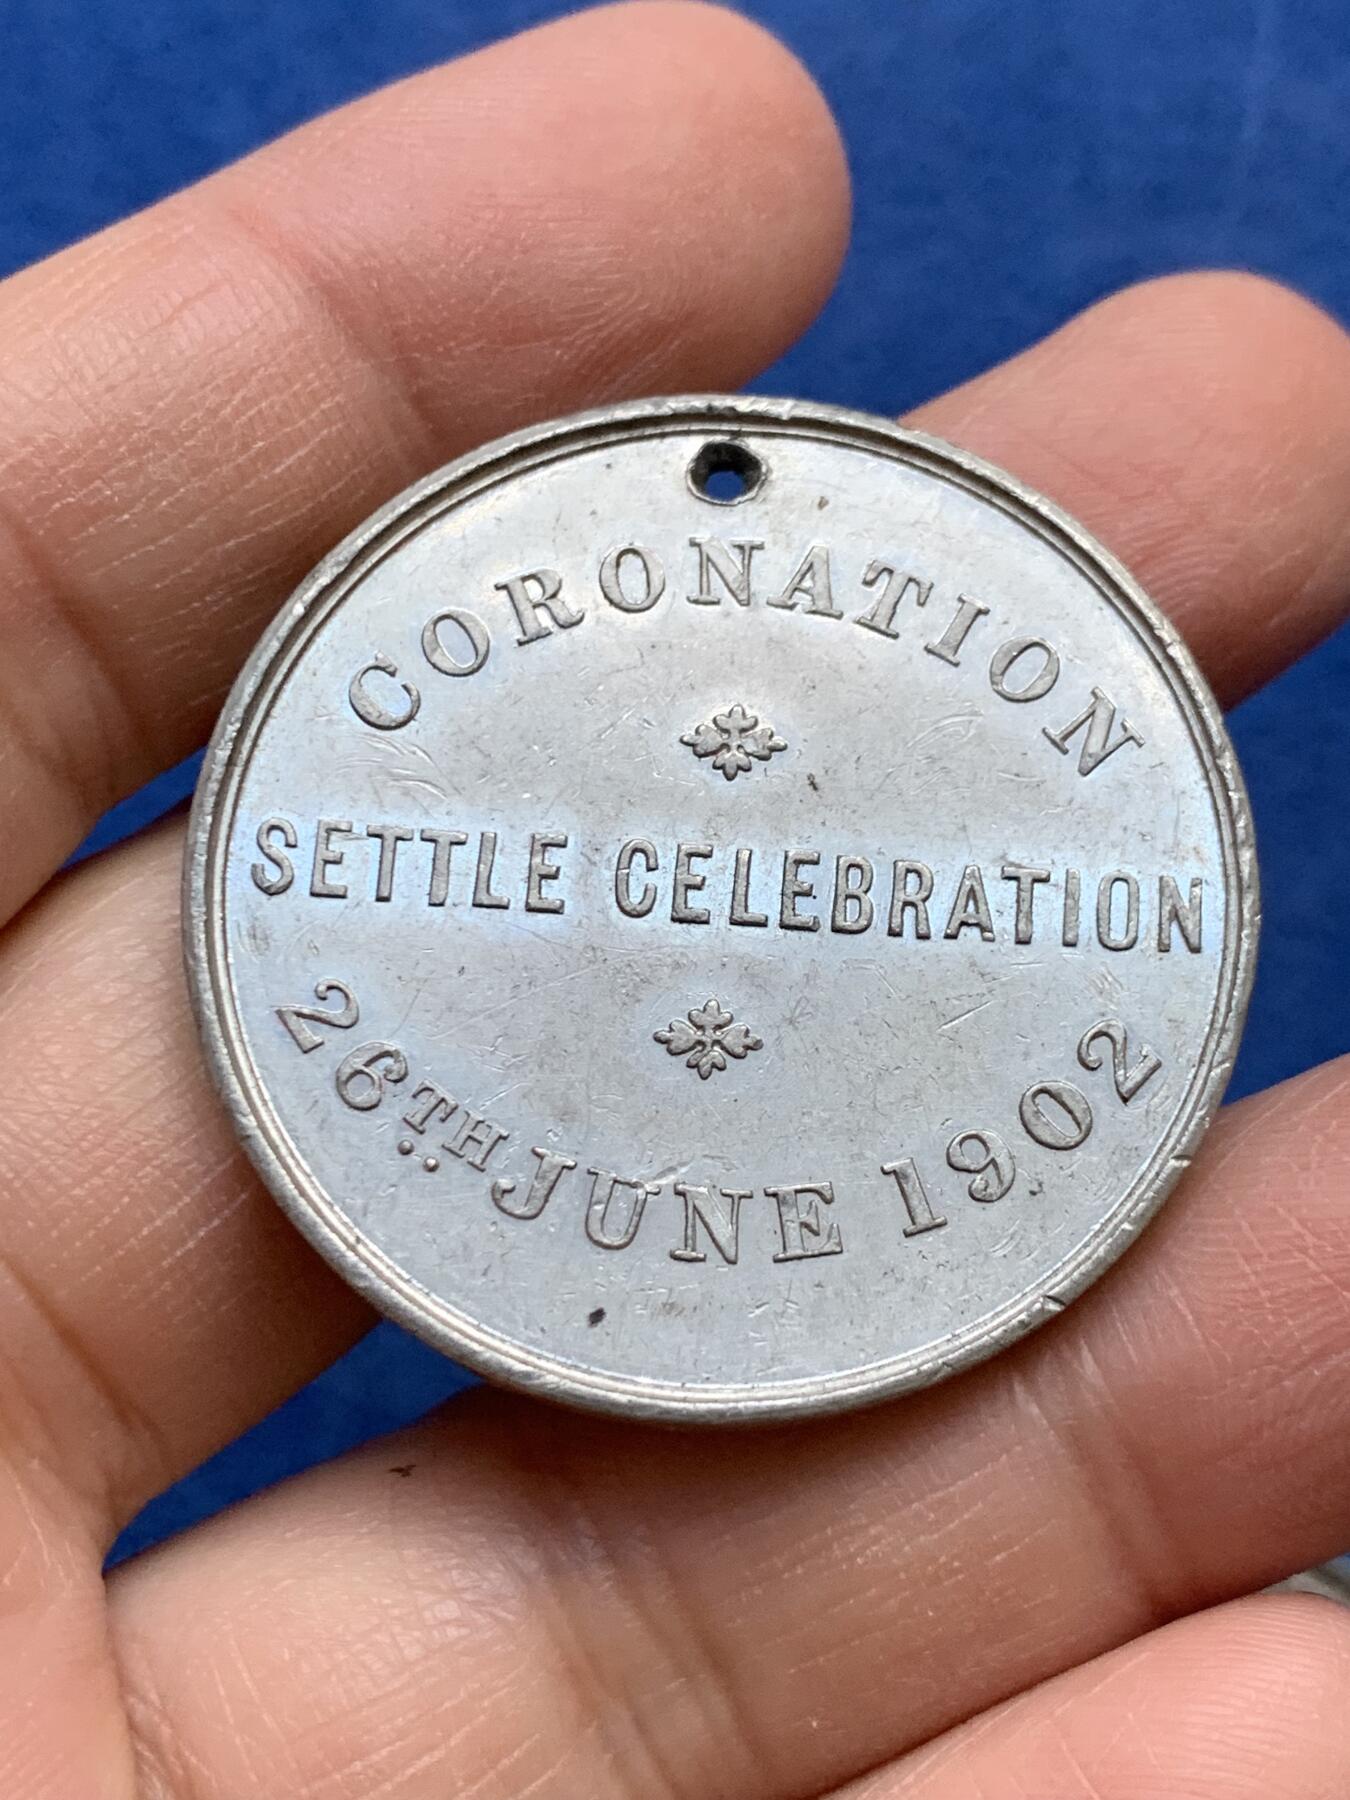 CORONATION
SETTLE CELEBRATION
26TH JUNE 1902